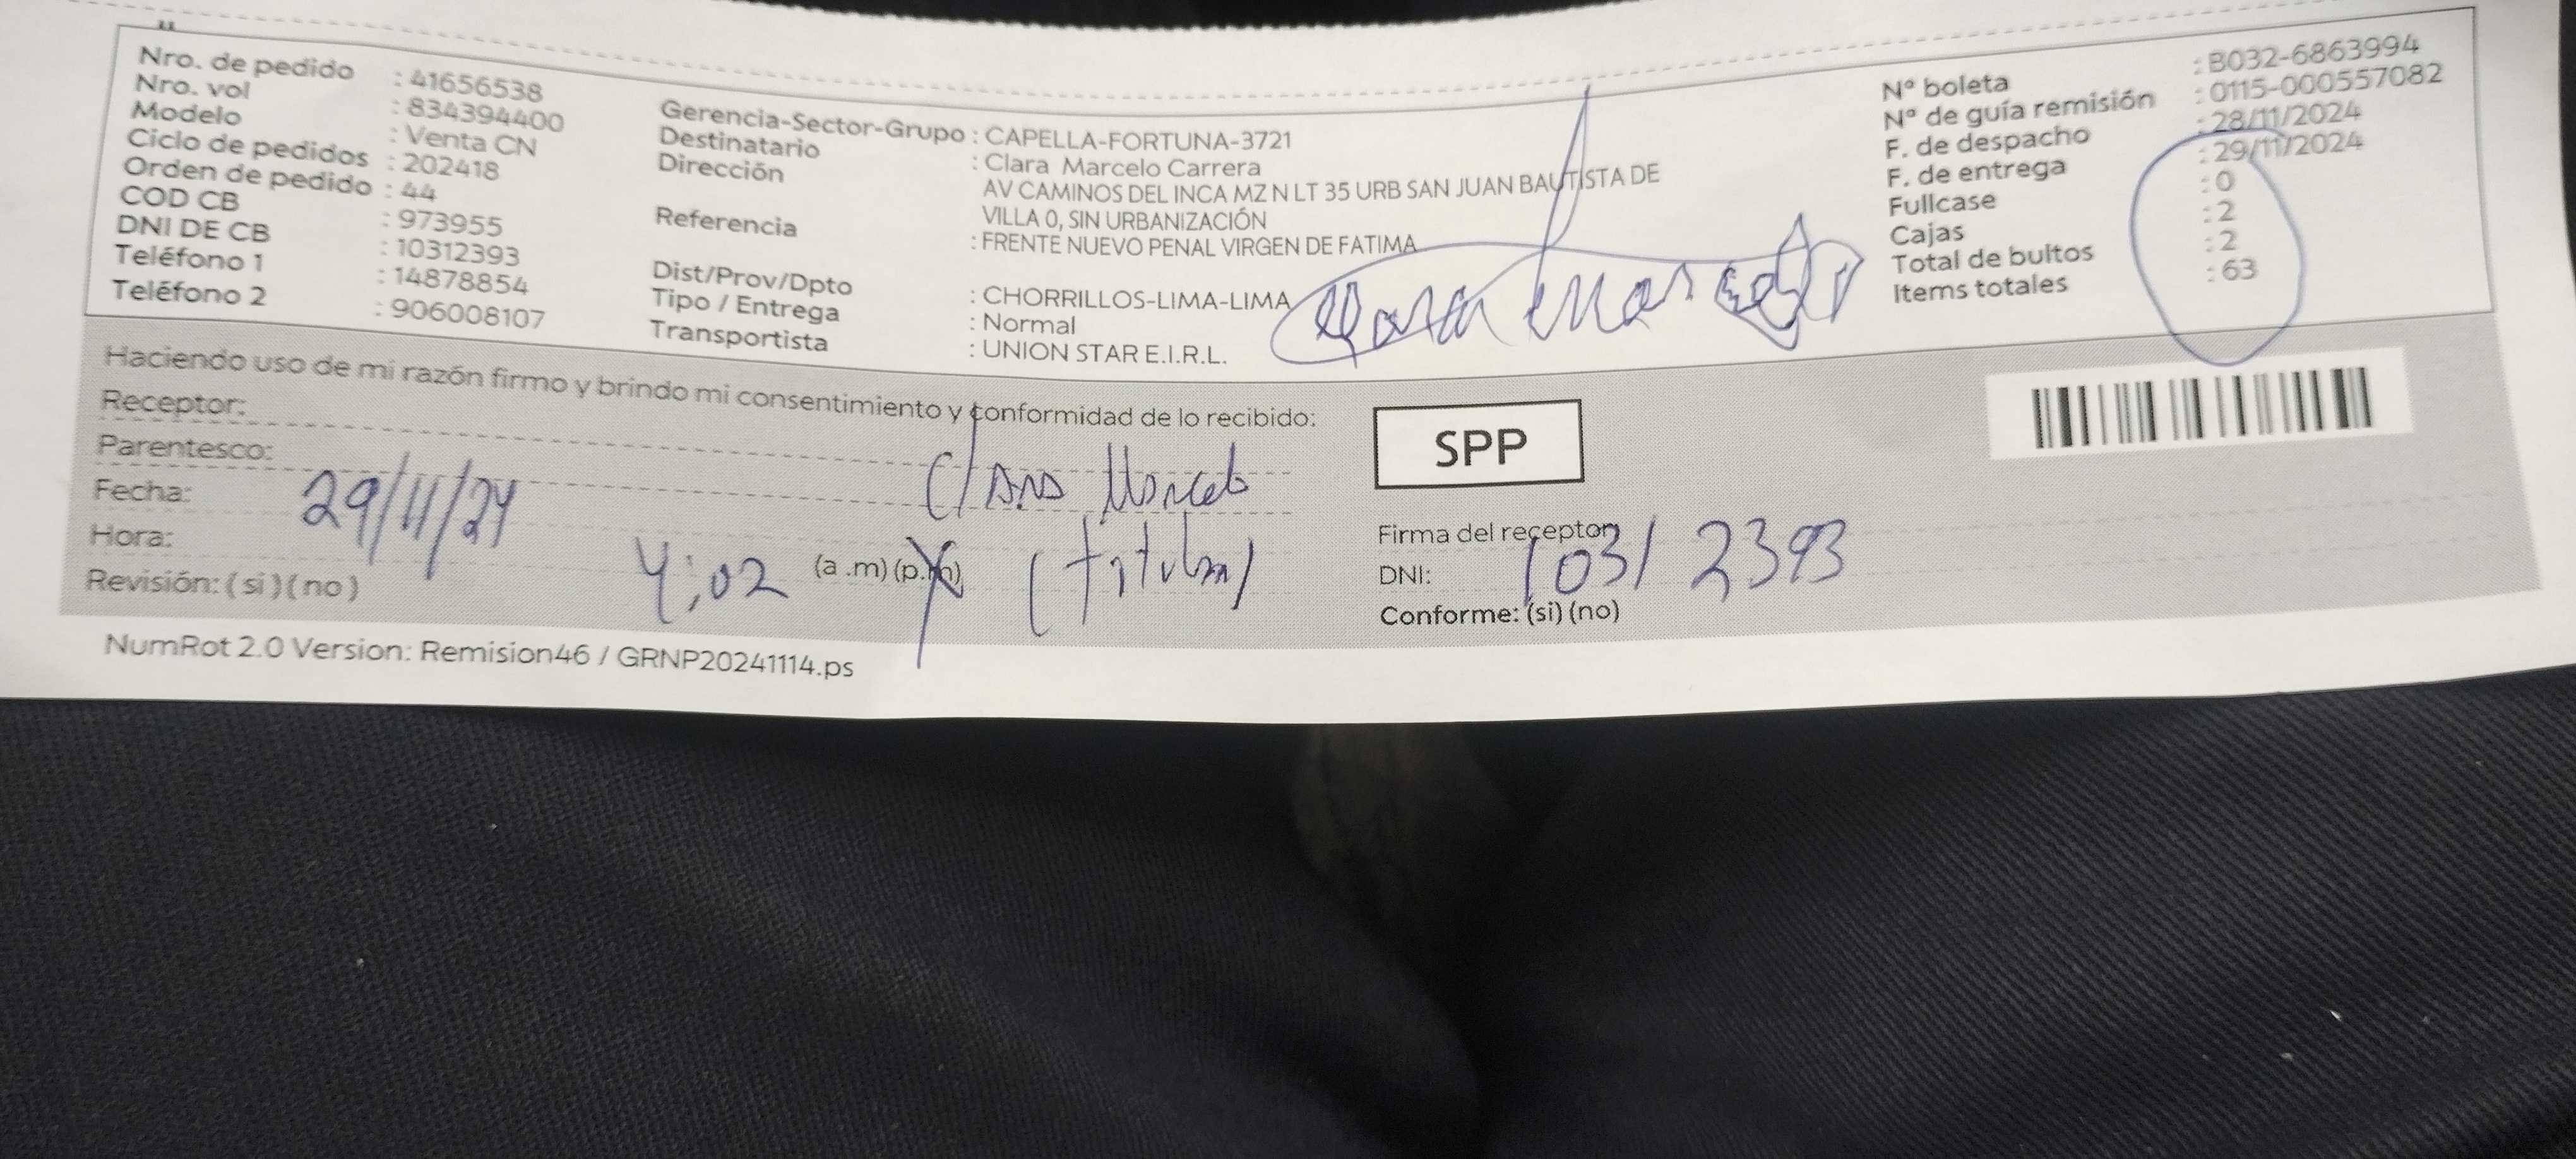 Nro. de pedido : 41656538
Nro. vol : 834394400
Modelo : Venta CN
Ciclo de pedidos : 202418
Orden de pedido : 44
COD CB : 973955
DNI DE CB : 10312393
Teléfono 1 : 14878854
Teléfono 2 : 906008107
Gerencia-Sector-Grupo : CAPELLA-FORTUNA-3721
Destinatario : Clara Marcelo Carrera
Dirección AV CAMINOS DEL INCA MZ N LT 35 URB SAN JUAN BAUTISTA DE
VILLA 0, SIN URBANIZACIÓN
Referencia : FRENTE NUEVO PENAL VIRGEN DE FATIMA
Dist/Prov/Dpto : CHORRILLOS-LIMA-LIMA
Tipo / Entrega : Normal
Transportista : UNION STAR E.I.R.L.
Clara Marcelo
Nº boleta : B032-6863994
Nº de guía remisión : 0115-000557082
F. de despacho : 28/11/2024
F. de entrega : 29/11/2024
Fullcase : 0
Cajas : 2
Total de bultos : 2
Items totales : 63
Haciendo uso de mi razón firmo y brindo mi consentimiento y conformidad de lo recibido:
Receptor: Clara Marcelo
Parentesco: (titular)
Fecha: 29/11/24
Hora: 4:02 (a .m) (p.m)
Revisión: (si) (no)
SPP
Firma del receptor
DNI: 10312393
Conforme: (si) (no)
NumRot 2.0 Version: Remision46 / GRNP20241114.ps